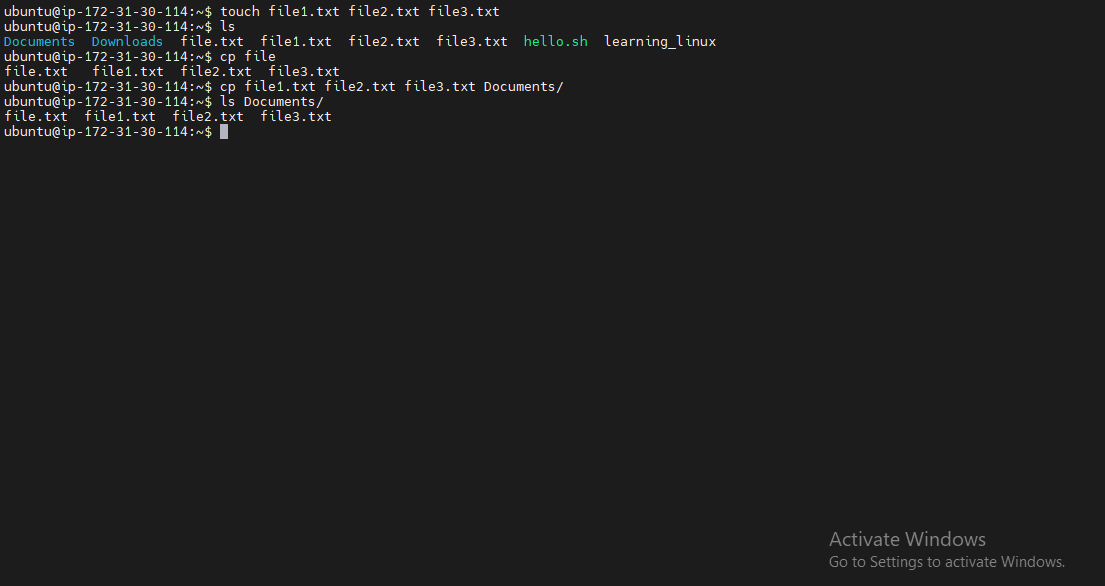 ubuntu@ip-172-31-30-114:~$ touch file1.txt file2.txt file3.txt
ubuntu@ip-172-31-30-114:~$ ls
Documents  Downloads  file.txt  file1.txt  file2.txt  file3.txt  hello.sh  learning_linux
ubuntu@ip-172-31-30-114:~$ cp file
file.txt   file1.txt  file2.txt  file3.txt
ubuntu@ip-172-31-30-114:~$ cp file1.txt file2.txt file3.txt Documents/
ubuntu@ip-172-31-30-114:~$ ls Documents/
file.txt  file1.txt  file2.txt  file3.txt
ubuntu@ip-172-31-30-114:~$
Activate Windows
Go to Settings to activate Windows.